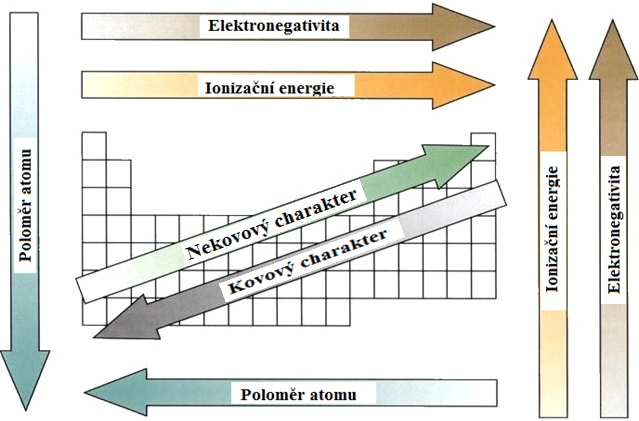 Elektronegativita
Ionizační energie
Poloměr atomu
Nekovový charakter
Kovový charakter
Ionizační energie
Elektronegativita
Poloměr atomu